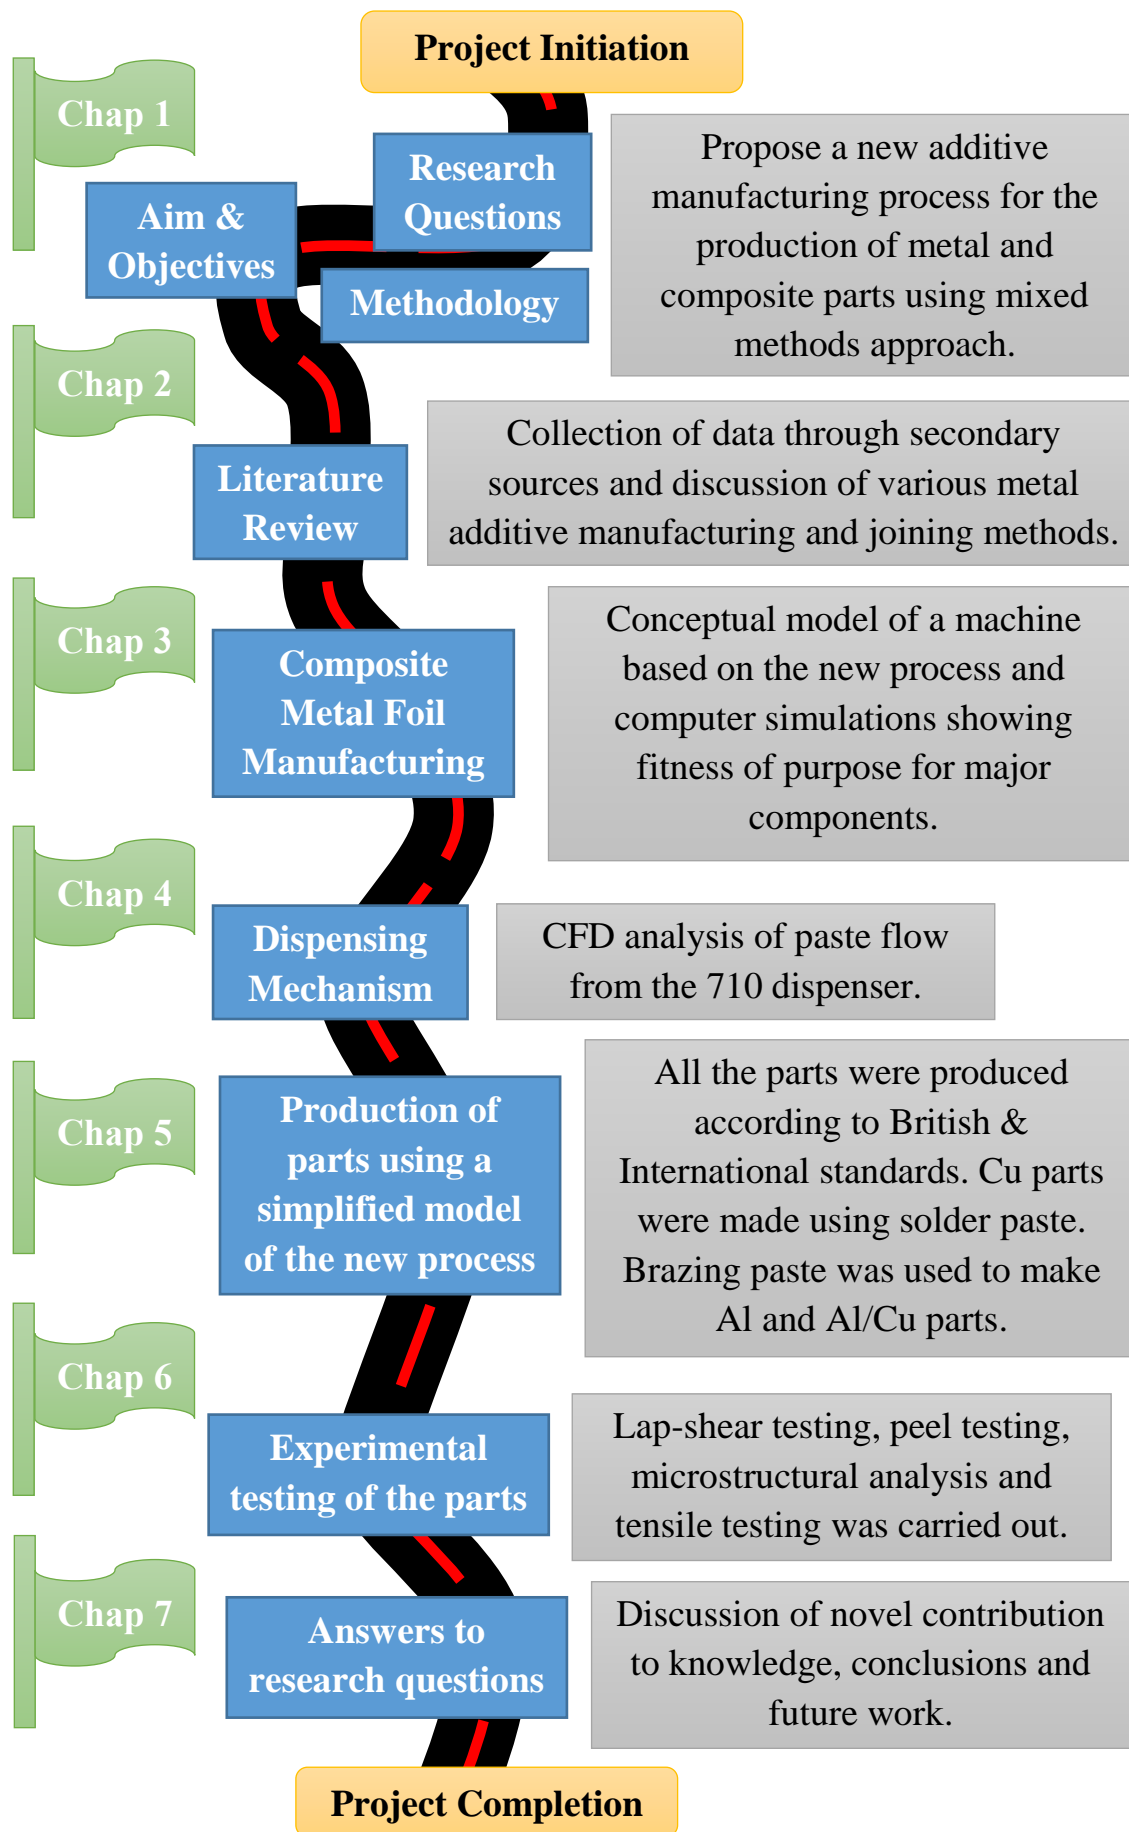 Project Initiation
Chap 1
Research
Questions
Aim &
Objectives
Methodology
Propose a new additive
manufacturing process for the
production of metal and
composite parts using mixed
methods approach.
Chap 2
Literature
Review
Collection of data through secondary
sources and discussion of various metal
additive manufacturing and joining methods.
Chap 3
Composite
Metal Foil
Manufacturing
Conceptual model of a machine
based on the new process and
computer simulations showing
fitness of purpose for major
components.
Chap 4
Dispensing
Mechanism
CFD analysis of paste flow
from the 710 dispenser.
Chap 5
Production of
parts using a
simplified model
of the new process
All the parts were produced
according to British &
International standards. Cu parts
were made using solder paste.
Brazing paste was used to make
Al and Al/Cu parts.
Chap 6
Experimental
testing of the parts
Lap-shear testing, peel testing,
microstructural analysis and
tensile testing was carried out.
Chap 7
Answers to
research questions
Discussion of novel contribution
to knowledge, conclusions and
future work.
Project Completion